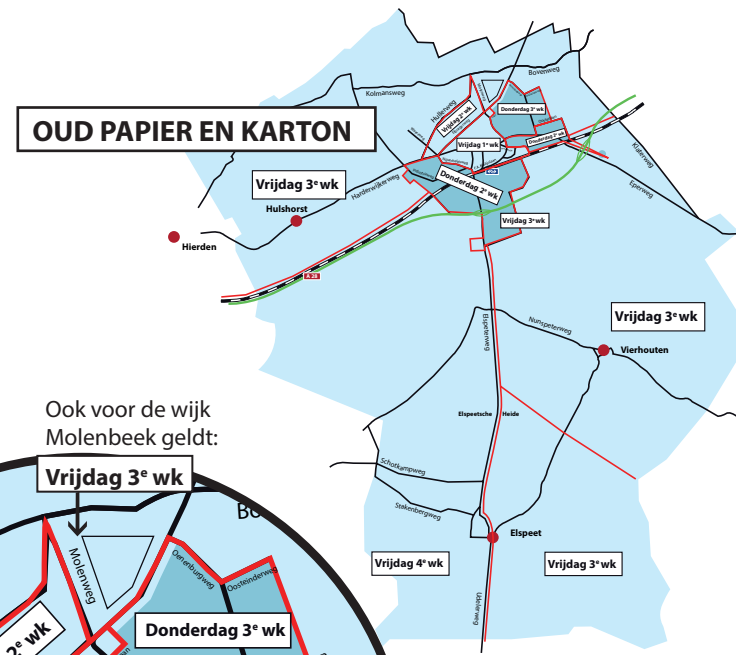 OUD PAPIER EN KARTON
Kolmansweg
Bovenweg
Hullerweg
Vrijdag 2e wk
Donderdag 3e wk
Vrijdag 1e wk
Donderdag 2e wk
Klaterweg
Eperweg
Donderdag 2e wk
Vrijdag 3e wk
Harderwijkerweg
Hulshorst
Hierden
Vrijdag 3e wk
A 28
Elspeterweg
Nunspeterweg
Vrijdag 3e wk
Vierhouten
Elspeetsche Heide
Schotkampweg
Stakenbergweg
Elspeet
Vrijdag 4e wk
Vrijdag 3e wk
Uddelerweg
Ook voor de wijk
Molenbeek geldt:
Vrijdag 3e wk
Bo
Molenweg
Oenenburgweg
Oosteinderweg
2e wk
Donderdag 3e wk